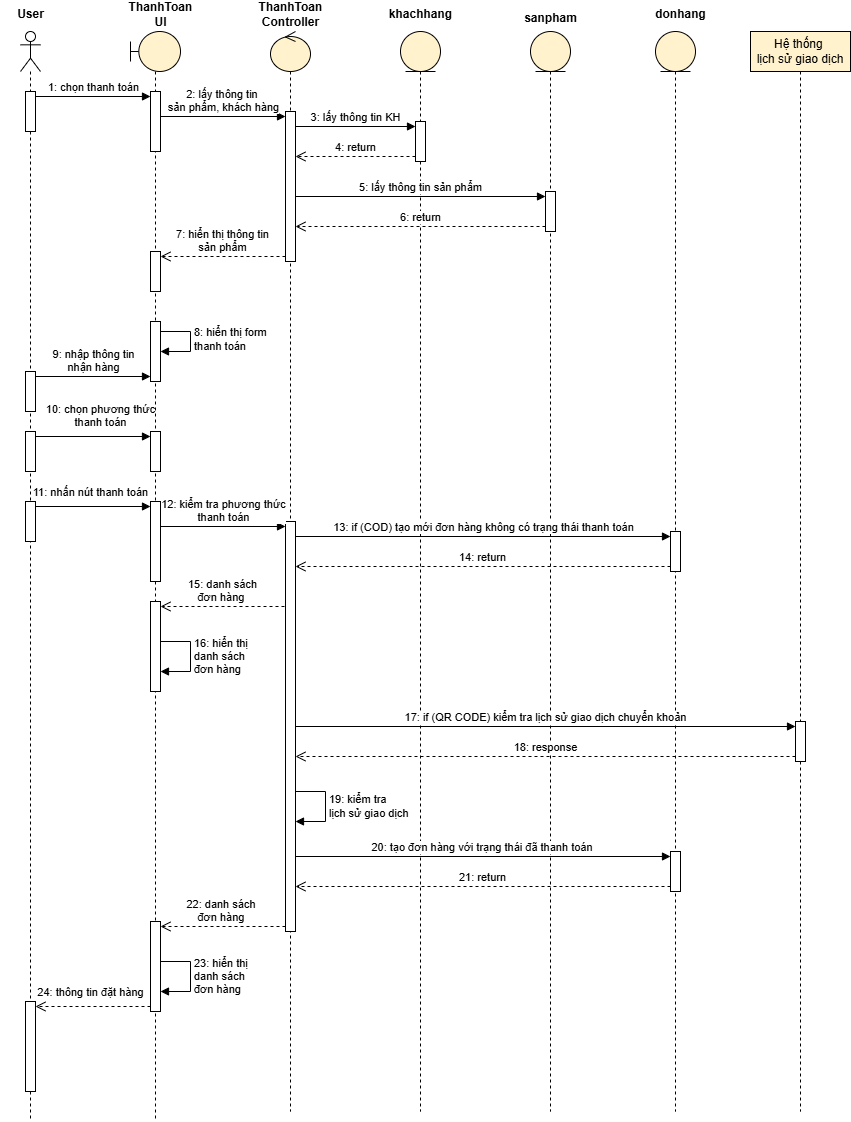 User
ThanhToan
UI
ThanhToan
Controller
khachhang
sanpham
donhang
Hệ thống
lịch sử giao dịch
1: chọn thanh toán
2: lấy thông tin
sản phẩm, khách hàng
3: lấy thông tin KH
4: return
5: lấy thông tin sản phẩm
6: return
7: hiển thị thông tin
sản phẩm
8: hiển thị form
thanh toán
9: nhập thông tin
nhận hàng
10: chọn phương thức
thanh toán
11: nhấn nút thanh toán
12: kiểm tra phương thức
thanh toán
13: if (COD) tạo mới đơn hàng không có trạng thái thanh toán
14: return
15: danh sách
đơn hàng
16: hiển thị
danh sách
đơn hàng
17: if (QR CODE) kiểm tra lịch sử giao dịch chuyển khoản
18: response
19: kiểm tra
lịch sử giao dịch
20: tạo đơn hàng với trạng thái đã thanh toán
21: return
22: danh sách
đơn hàng
23: hiển thị
danh sách
đơn hàng
24: thông tin đặt hàng